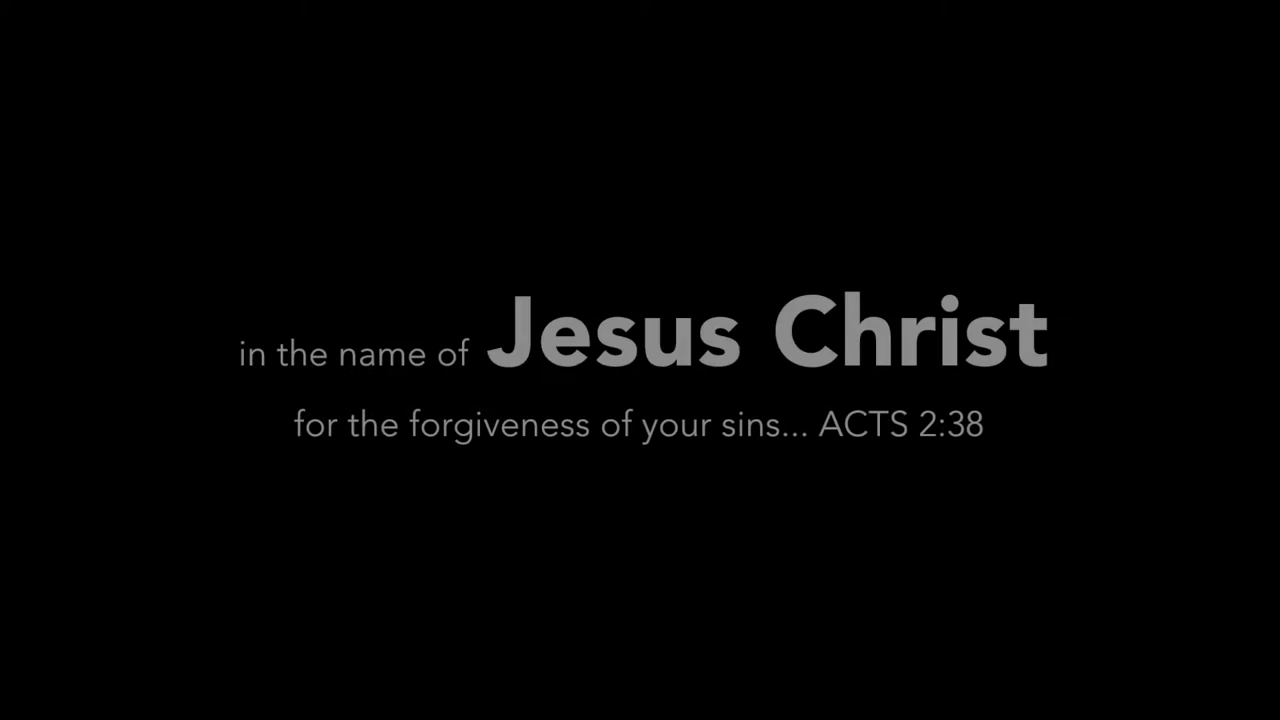 in the name of Jesus Christ
for the forgiveness of your sins... ACTS 2:38